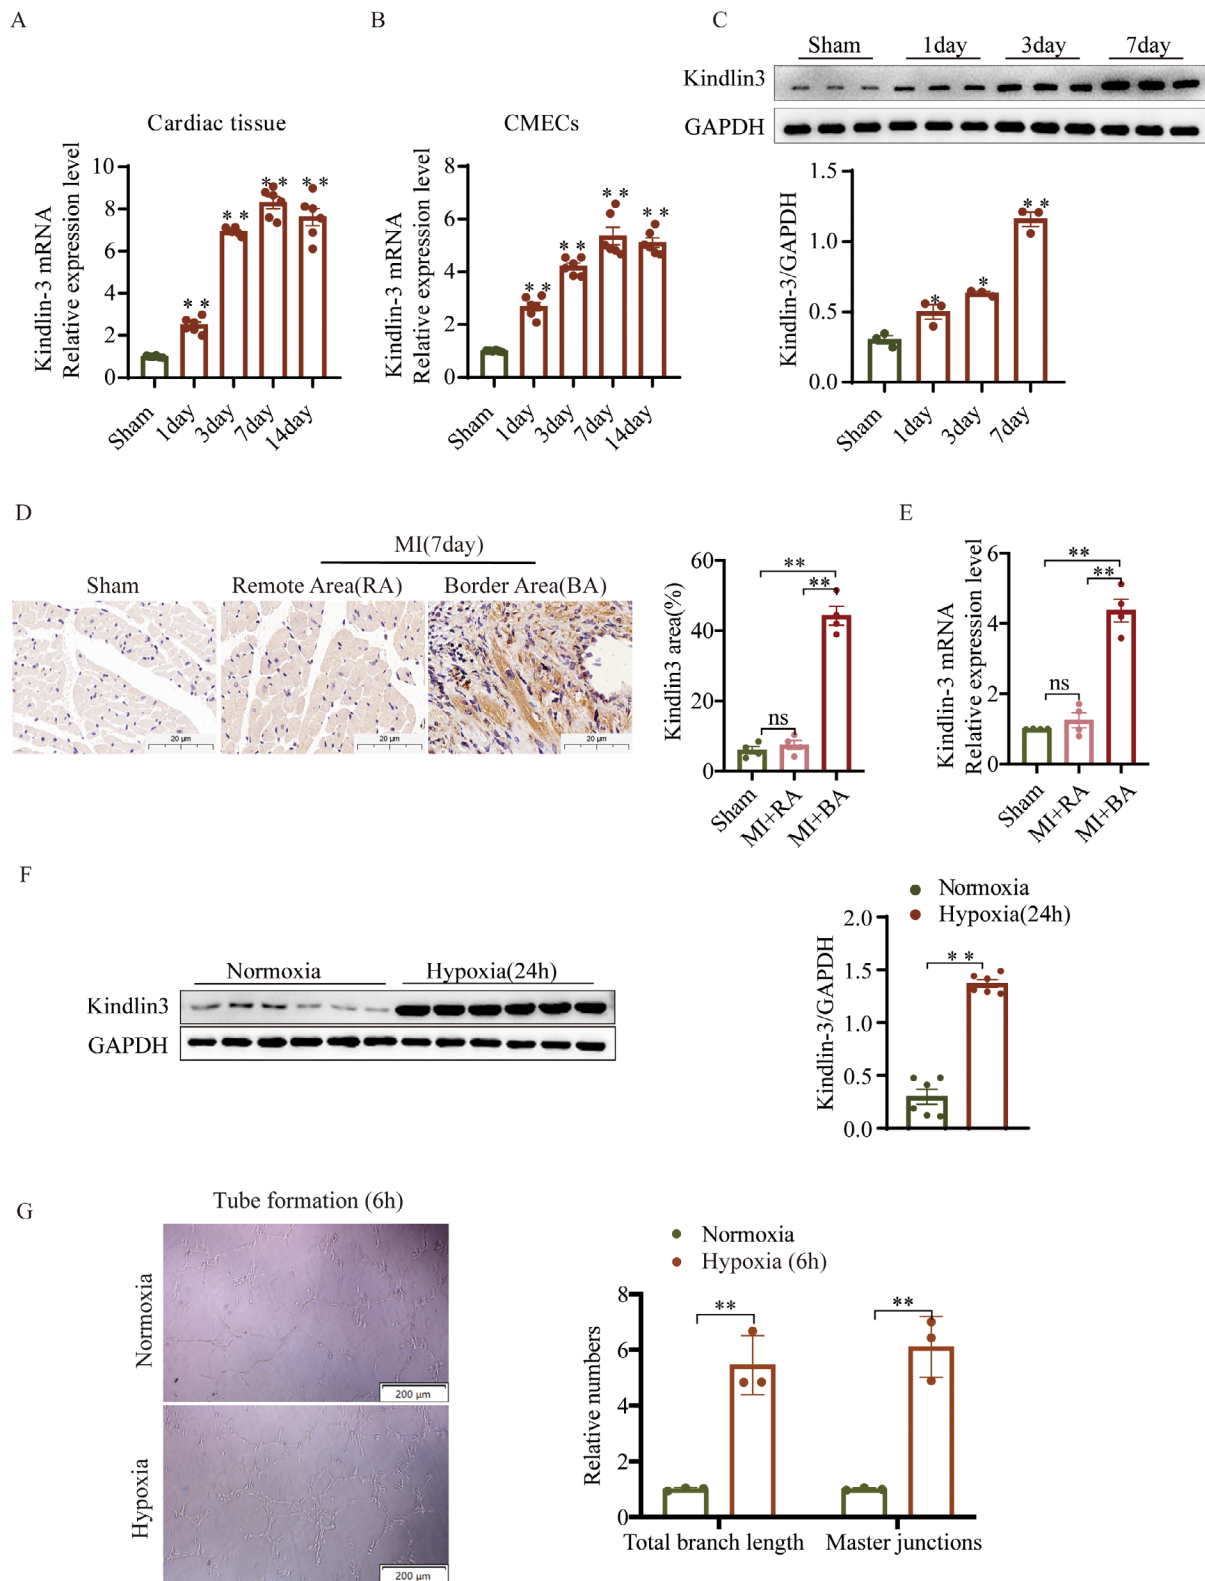 A
Cardiac tissue
Kindlin-3 mRNA
Relative expression level
10
8
6
4
2
0
** ** ** **
Sham 1day 3day 7day 14day
B
CMECs
Kindlin-3 mRNA
Relative expression level
8
6
4
2
0
** ** ** **
Sham 1day 3day 7day 14day
C
Sham 1day 3day 7day
Kindlin3
GAPDH
Kindlin-3/GAPDH
1.5
1.0
0.5
0.0
* * **
Sham 1day 3day 7day
D
MI(7day)
Sham Remote Area(RA) Border Area(BA)
20 μm 20 μm 20 μm
Kindlin3 area(%)
60
40
20
0
**
**
ns
Sham MI+RA MI+BA
E
Kindlin-3 mRNA
Relative expression level
6
4
2
0
**
**
ns
Sham MI+RA MI+BA
F
Normoxia Hypoxia(24h)
Kindlin3
GAPDH
Normoxia
Hypoxia(24h)
Kindlin-3/GAPDH
2.0
1.5
1.0
0.5
0.0
**
G
Tube formation (6h)
Normoxia
200 μm
Hypoxia
200 μm
Normoxia
Hypoxia (6h)
Relative numbers
8
6
4
2
0
** **
Total branch length Master junctions